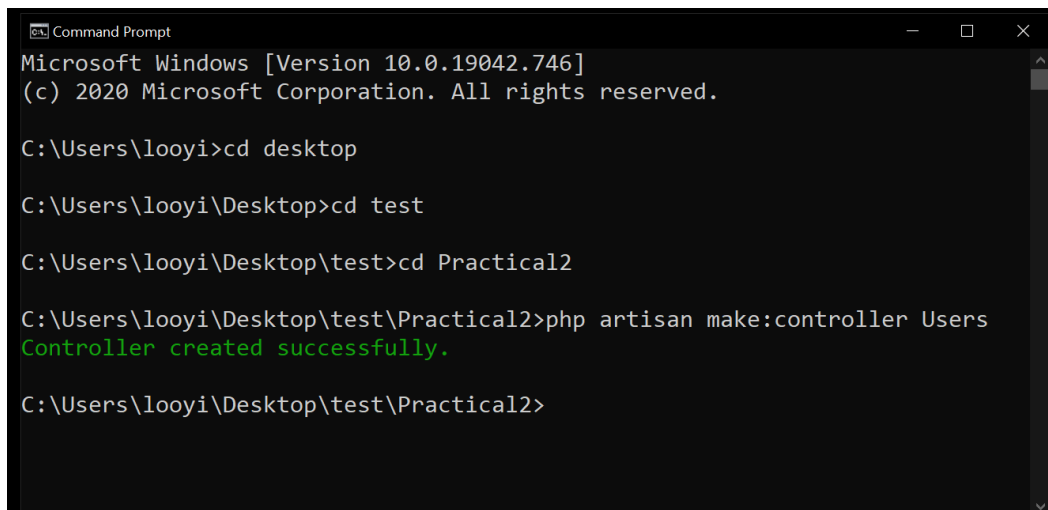 Command Prompt
Microsoft Windows [Version 10.0.19042.746]
(c) 2020 Microsoft Corporation. All rights reserved.
C:\Users\looyi>cd desktop
C:\Users\looyi\Desktop>cd test
C:\Users\looyi\Desktop\test>cd Practical2
C:\Users\looyi\Desktop\test\Practical2>php artisan make:controller Users
Controller created successfully.
C:\Users\looyi\Desktop\test\Practical2>